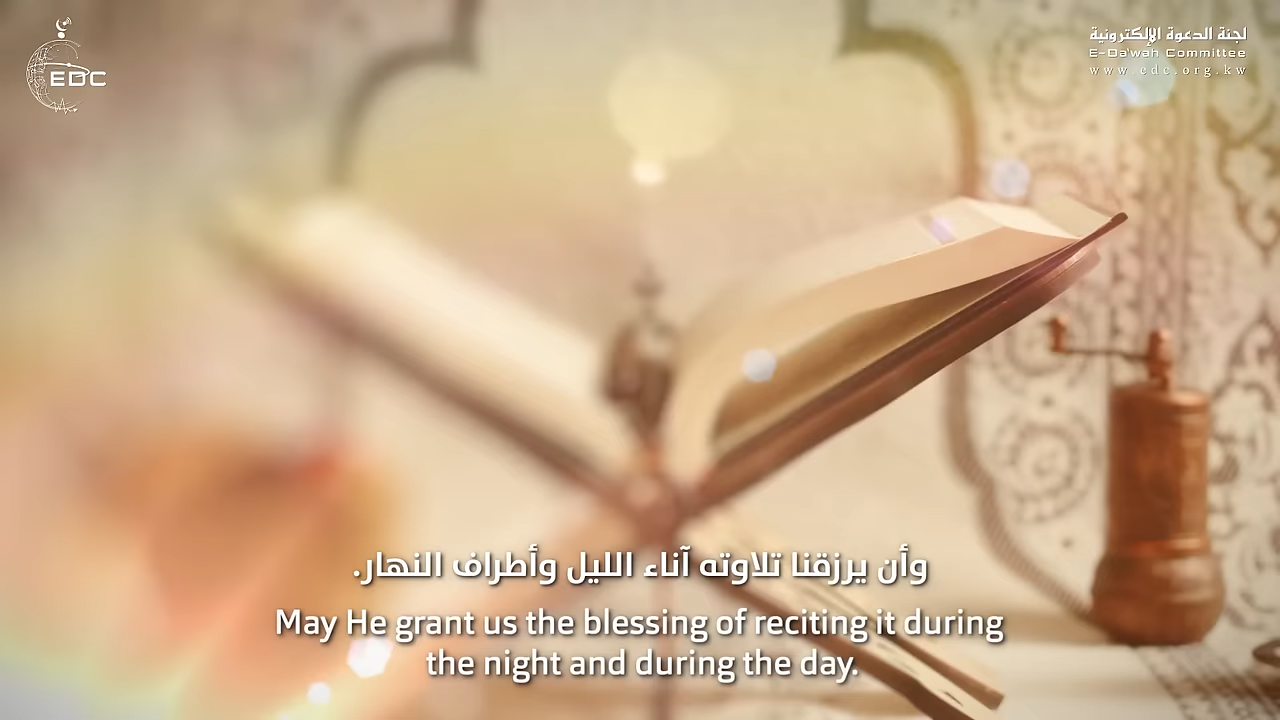 EDC
لجنة الدعوة الإلكترونية
E-Da'wah Committee
www.edc.org.kw
وأن يرزقنا تلاوته آناء الليل وأطراف النهار.
May He grant us the blessing of reciting it during
the night and during the day.